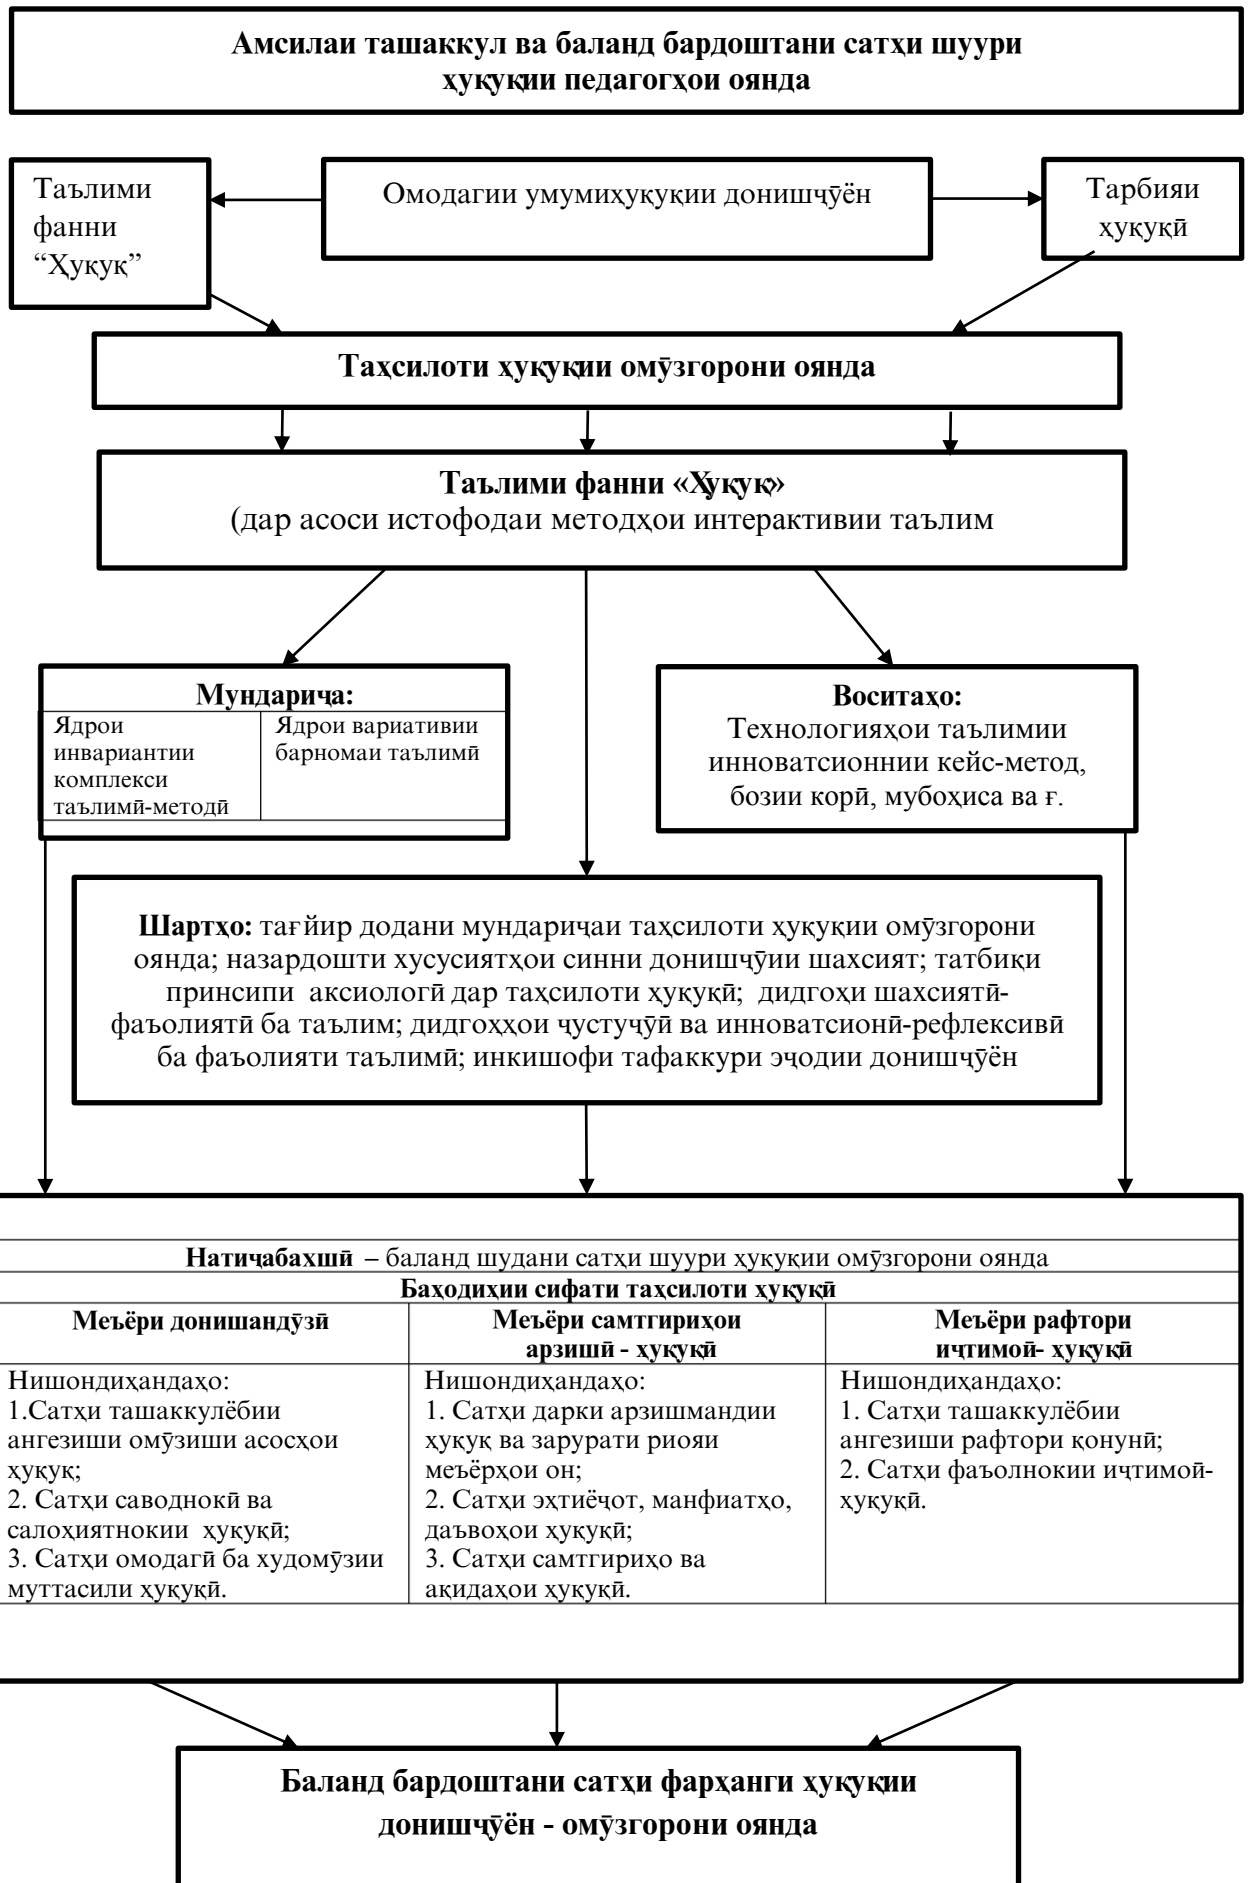 Амсилаи ташаккул ва баланд бардоштани сатҳи шуури
ҳуқуқии педагогҳои оянда
Таълими
фанни
“Ҳуқуқ”
Омодагии умумиҳуқуқии донишҷӯён
Тарбияи
ҳуқуқӣ
Таҳсилоти ҳуқуқии омӯзгорони оянда
Таълими фанни «Ҳуқуқ»
(дар асоси истофодаи методҳои интерактивии таълим
Мундариҷа:
Ядрои
инвариантии
комплекси
таълимӣ-методӣ
Ядрои вариативии
барномаи таълимӣ
Воситаҳо:
Технологияҳои таълимии
инноватсионнии кейс-метод,
бозии корӣ, мубоҳиса ва ғ.
Шартҳо: тағйир додани мундариҷаи таҳсилоти ҳуқуқии омӯзгорони
оянда; назардошти хусусиятҳои синни донишҷӯии шахсият; татбиқи
принсипи аксиологӣ дар таҳсилоти ҳуқуқӣ; дидгоҳи шахсиятӣ-
фаъолиятӣ ба таълим; дидгоҳҳои ҷустуҷӯӣ ва инноватсионӣ-рефлексивӣ
ба фаъолияти таълимӣ; инкишофи тафаккури эҷодии донишҷӯён
Натиҷабахшӣ – баланд шудани сатҳи шуури ҳуқуқии омӯзгорони оянда
Баҳодиҳии сифати таҳсилоти ҳуқуқӣ
Меъёри донишандӯзӣ
Меъёри самтгириҳои
арзишӣ - ҳуқуқӣ
Меъёри рафтори
иҷтимоӣ- ҳуқуқӣ
Нишондиҳандаҳо:
1.Сатҳи ташаккулёбии
ангезиши омӯзиши асосҳои
ҳуқуқ;
2. Сатҳи саводнокӣ ва
салоҳиятнокии ҳуқуқӣ;
3. Сатҳи омодагӣ ба худомӯзии
муттасили ҳуқуқӣ.
Нишондиҳандаҳо:
1. Сатҳи дарки арзишмандии
ҳуқуқ ва зарурати риояи
меъёрҳои он;
2. Сатҳи эҳтиёҷот, манфиатҳо,
даъвоҳои ҳуқуқӣ;
3. Сатҳи самтгириҳо ва
ақидаҳои ҳуқуқӣ.
Нишондиҳандаҳо:
1. Сатҳи ташаккулёбии
ангезиши рафтори қонунӣ;
2. Сатҳи фаъолнокии иҷтимоӣ-
ҳуқуқӣ.
Баланд бардоштани сатҳи фарҳанги ҳуқуқии
донишҷӯён - омӯзгорони оянда